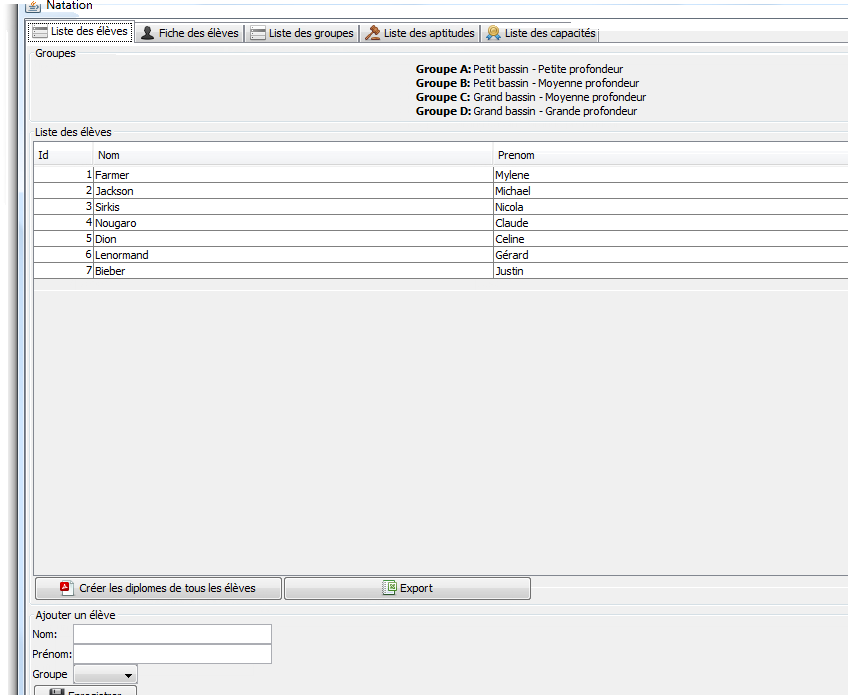 Natation
Liste des élèves Fiche des élèves Liste des groupes Liste des aptitudes Liste des capacités
Groupes
Groupe A: Petit bassin - Petite profondeur
Groupe B: Petit bassin - Moyenne profondeur
Groupe C: Grand bassin - Moyenne profondeur
Groupe D: Grand bassin - Grande profondeur
Liste des élèves
Id Nom Prenom
1 Farmer Mylene
2 Jackson Michael
3 Sirkis Nicola
4 Nougaro Claude
5 Dion Celine
6 Lenormand Gérard
7 Bieber Justin
Créer les diplomes de tous les élèves Export
Ajouter un élève
Nom:
Prénom:
Groupe
Enregistrer